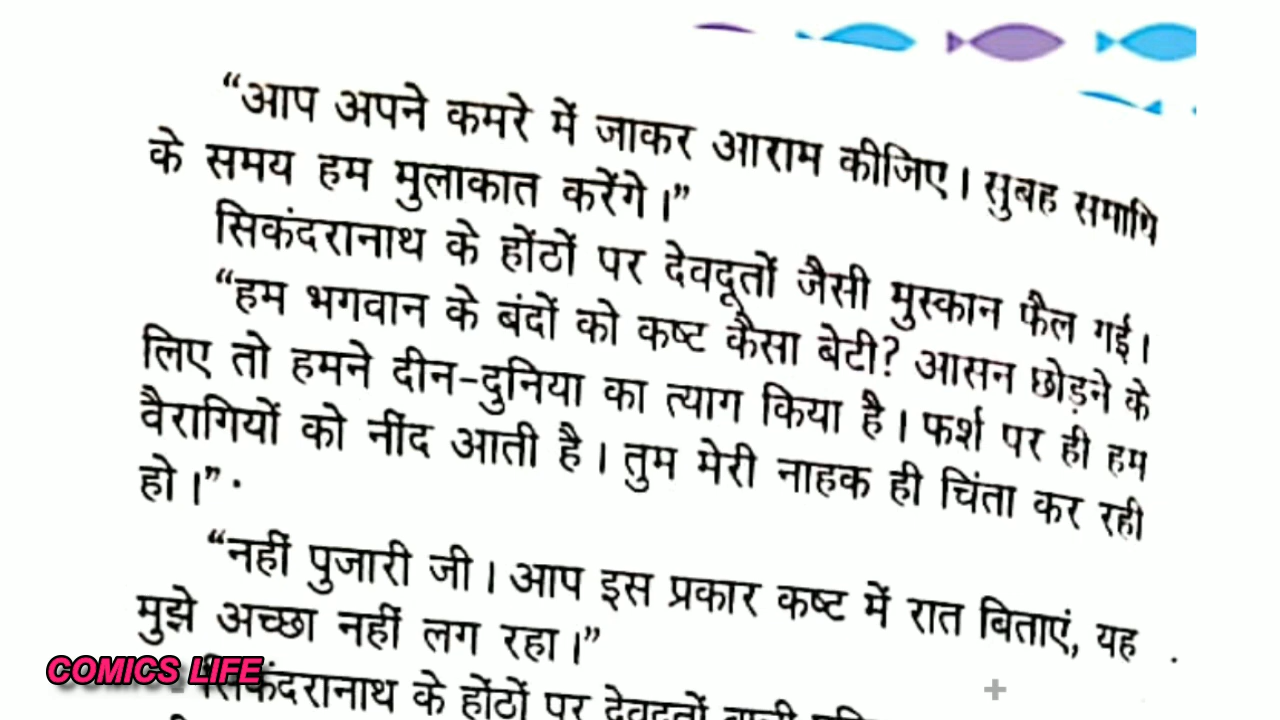 “आप अपने कमरे में जाकर आराम कीजिए। सुबह समाधि
के समय हम मुलाकात करेंगे।”
सिकंदरानाथ के होंठों पर देवदूतों जैसी मुस्कान फैल गई।
“हम भगवान के बंदों को कष्ट कैसा बेटी? आसन छोड़ने के
लिए तो हमने दीन-दुनिया का त्याग किया है। फर्श पर ही हम
वैरागियों को नींद आती है। तुम मेरी नाहक ही चिंता कर रही
हो।”
“नहीं पुजारी जी। आप इस प्रकार कष्ट में रात बिताएं, यह
मुझे अच्छा नहीं लग रहा।”
COMICS LIFE
सिकंदरानाथ के होंठों पर देवदूतों